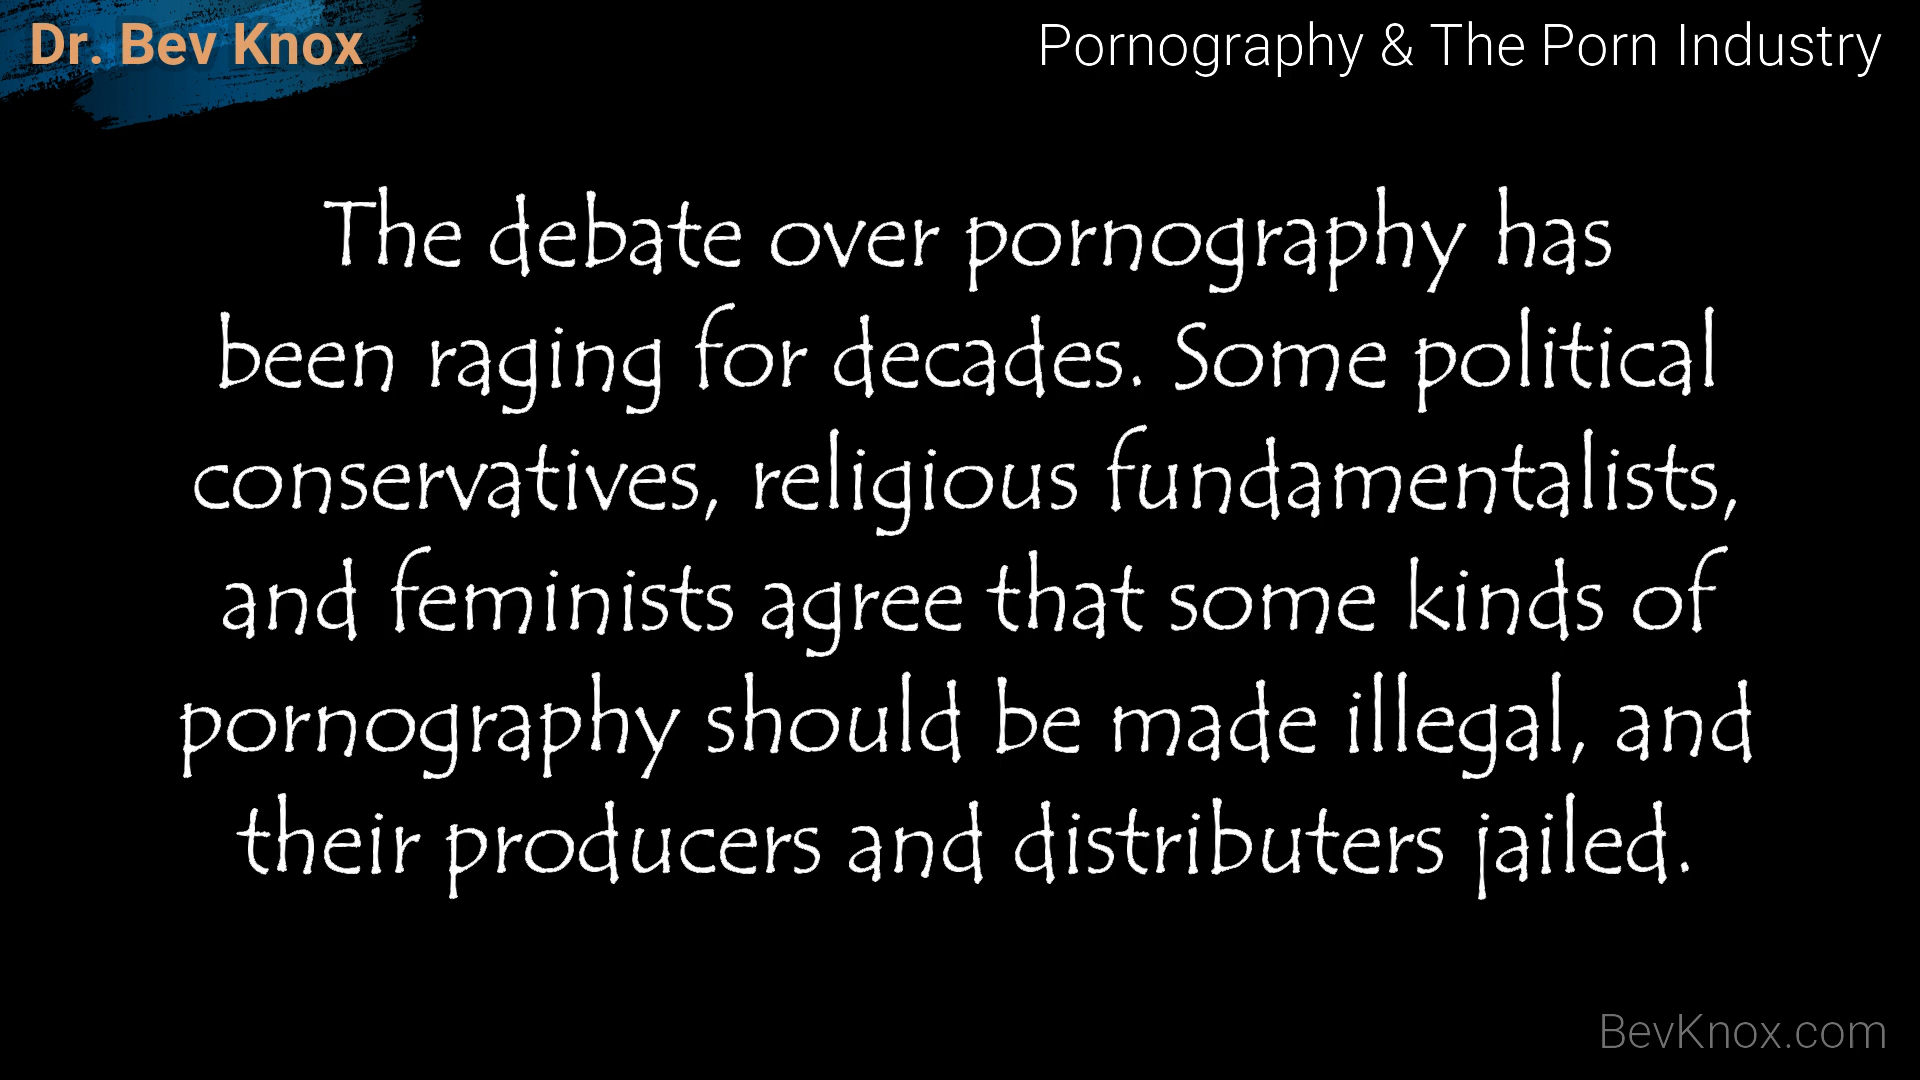 Dr. Bev Knox
Pornography & The Porn Industry
The debate over pornography has
been raging for decades. Some political
conservatives, religious fundamentalists,
and feminists agree that some kinds of
pornography should be made illegal, and
their producers and distributers jailed.
BevKnox.com